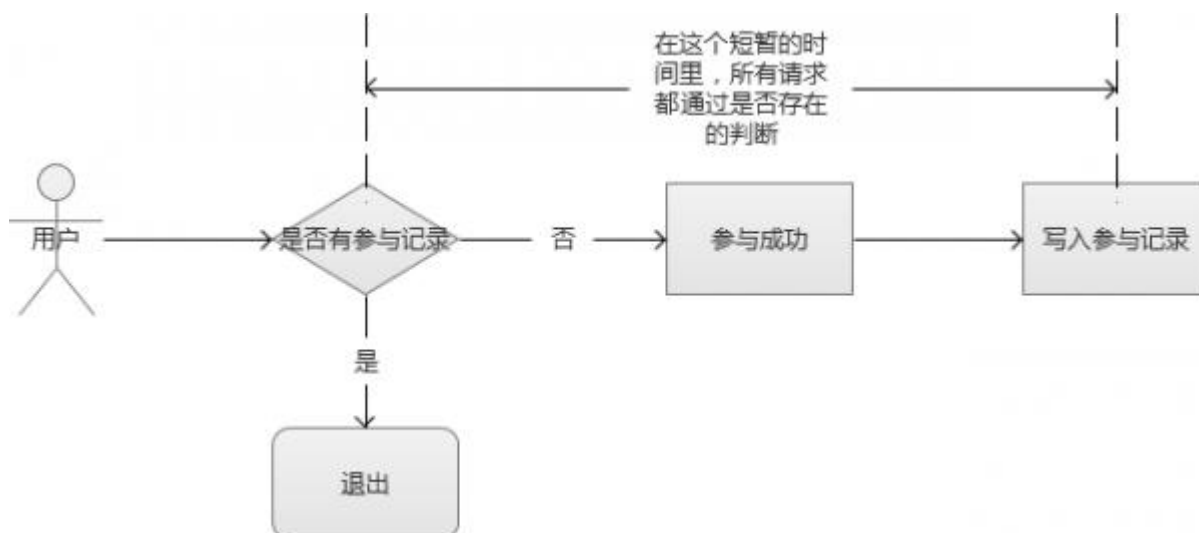 在这个短暂的时
间里，所有请求
都通过是否存在
的判断
用户
是否有参与记录
否
参与成功
写入参与记录
是
退出